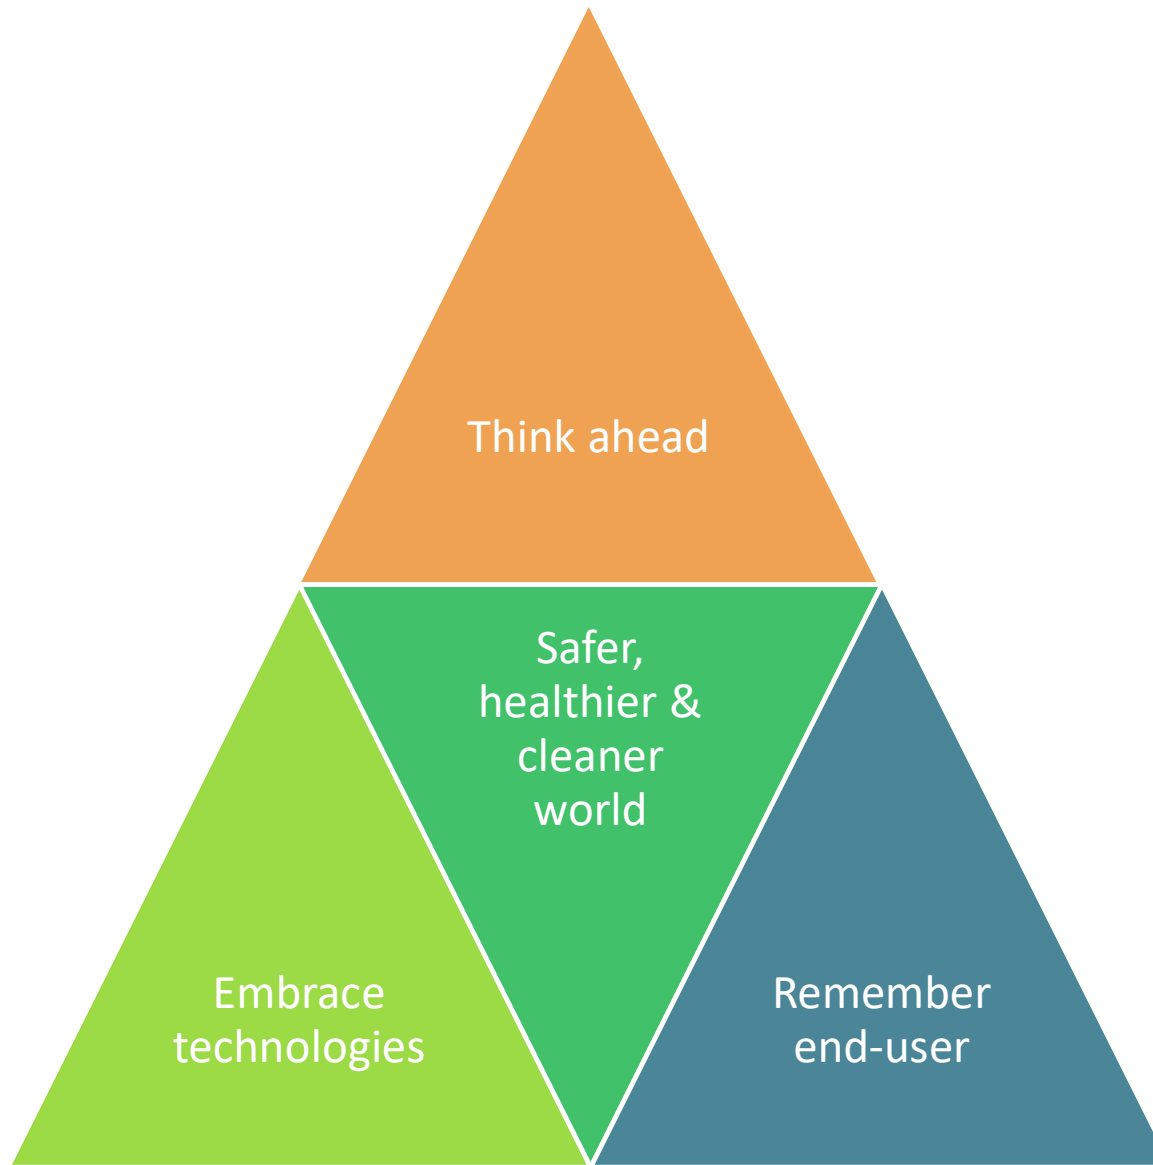 Think ahead
Safer,
healthier &
cleaner
world
Embrace
technologies
Remember
end-user